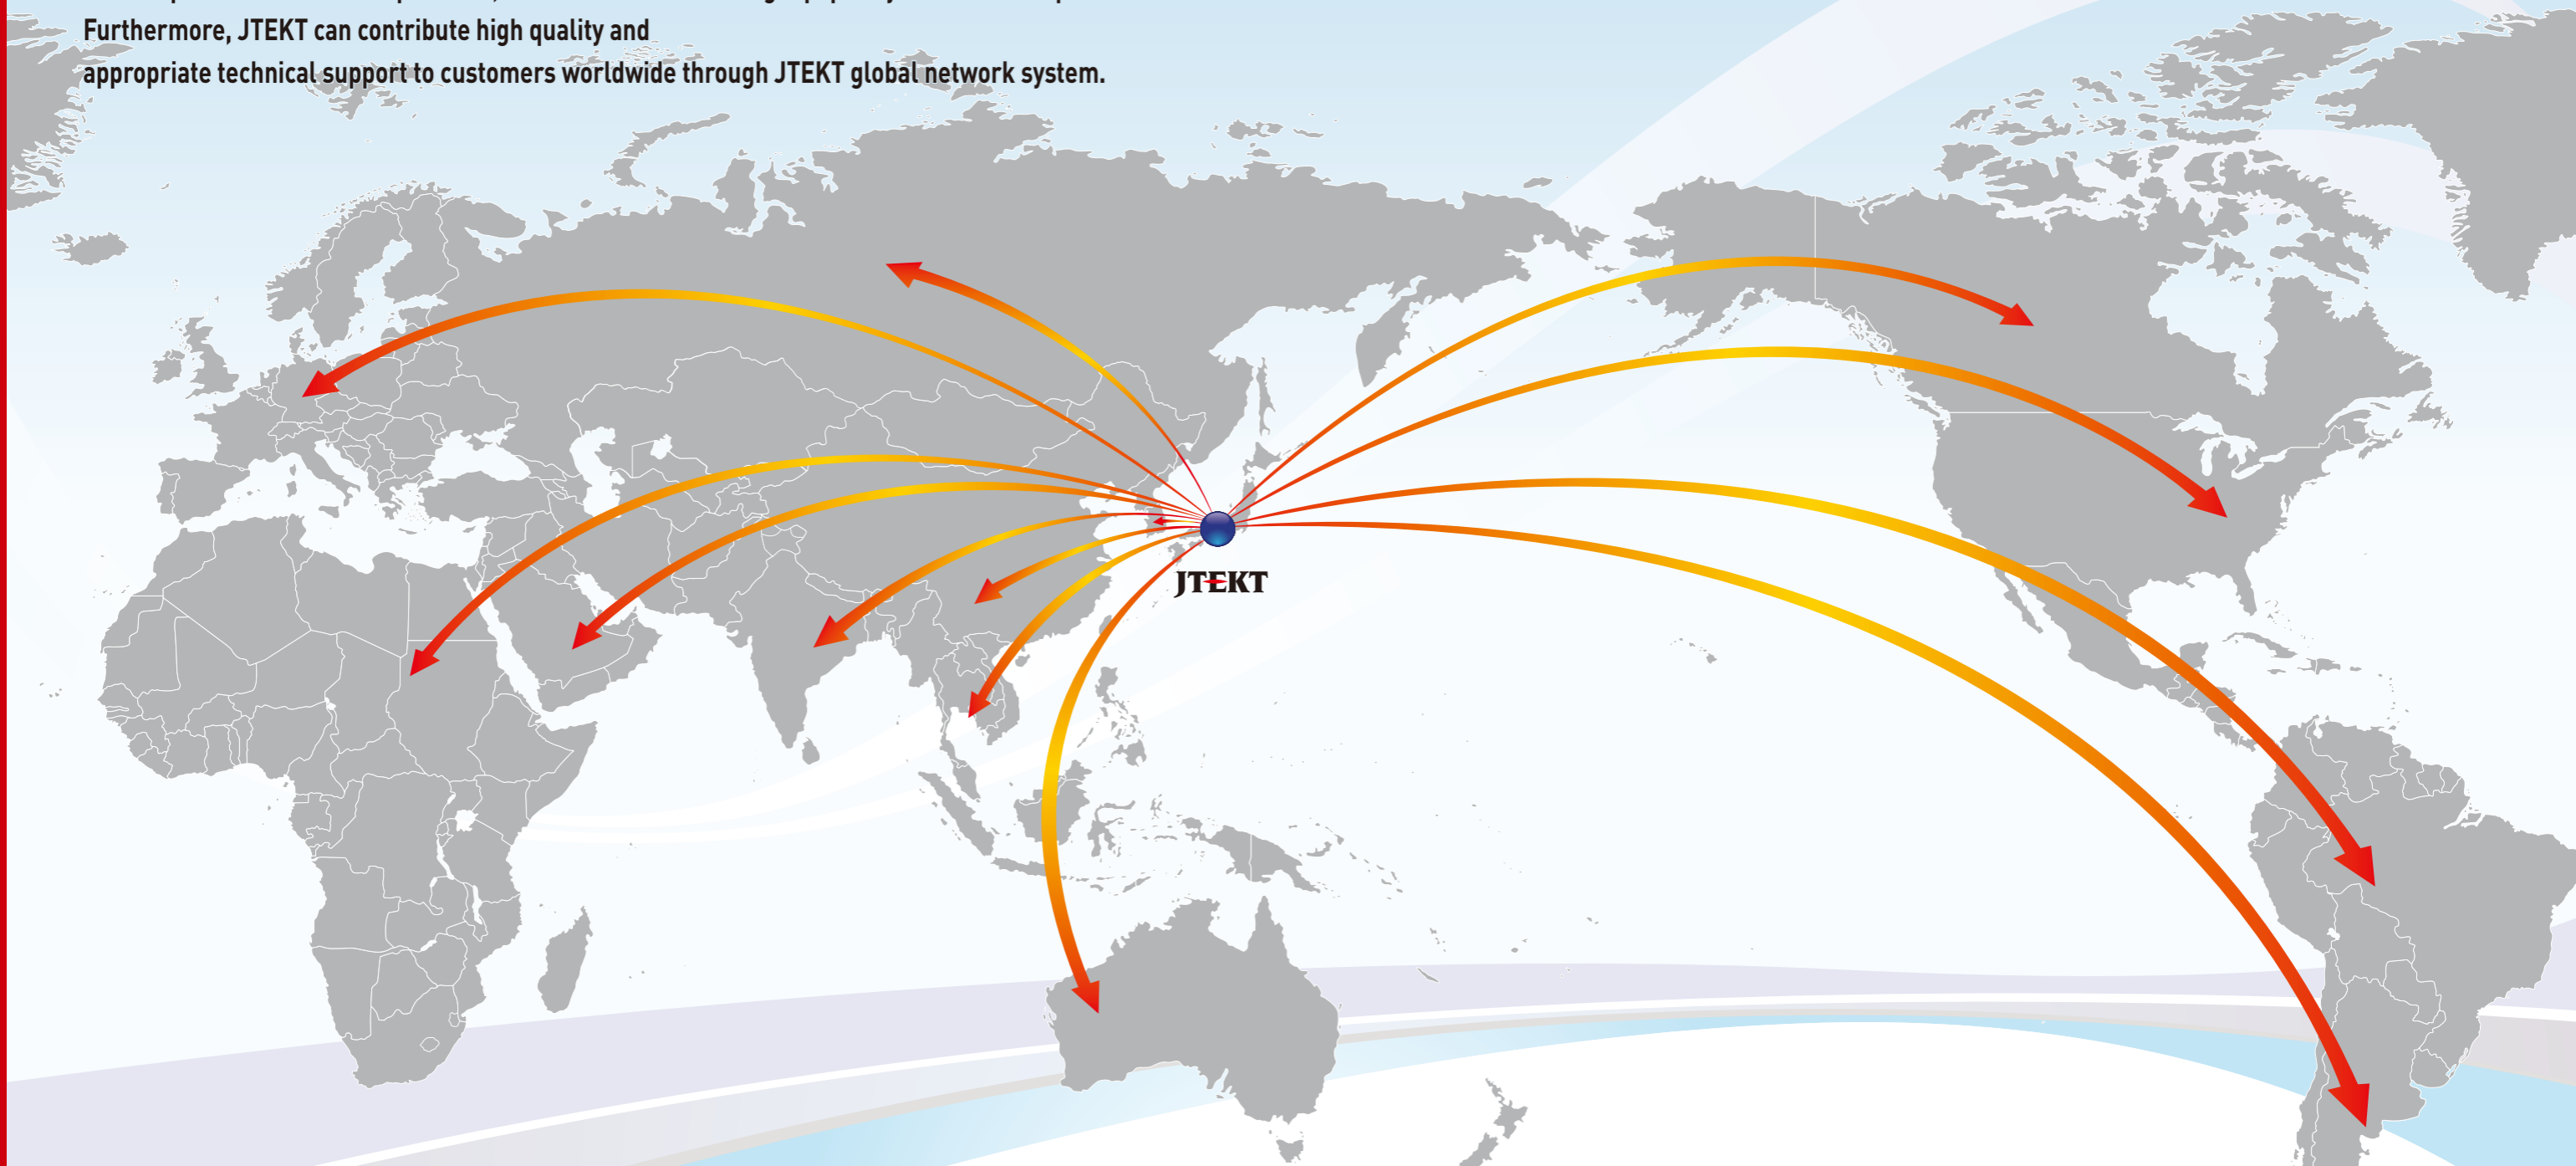 Furthermore, JTEKT can contribute high quality and
appropriate technical support to customers worldwide through JTEKT global network system.
JTEKT